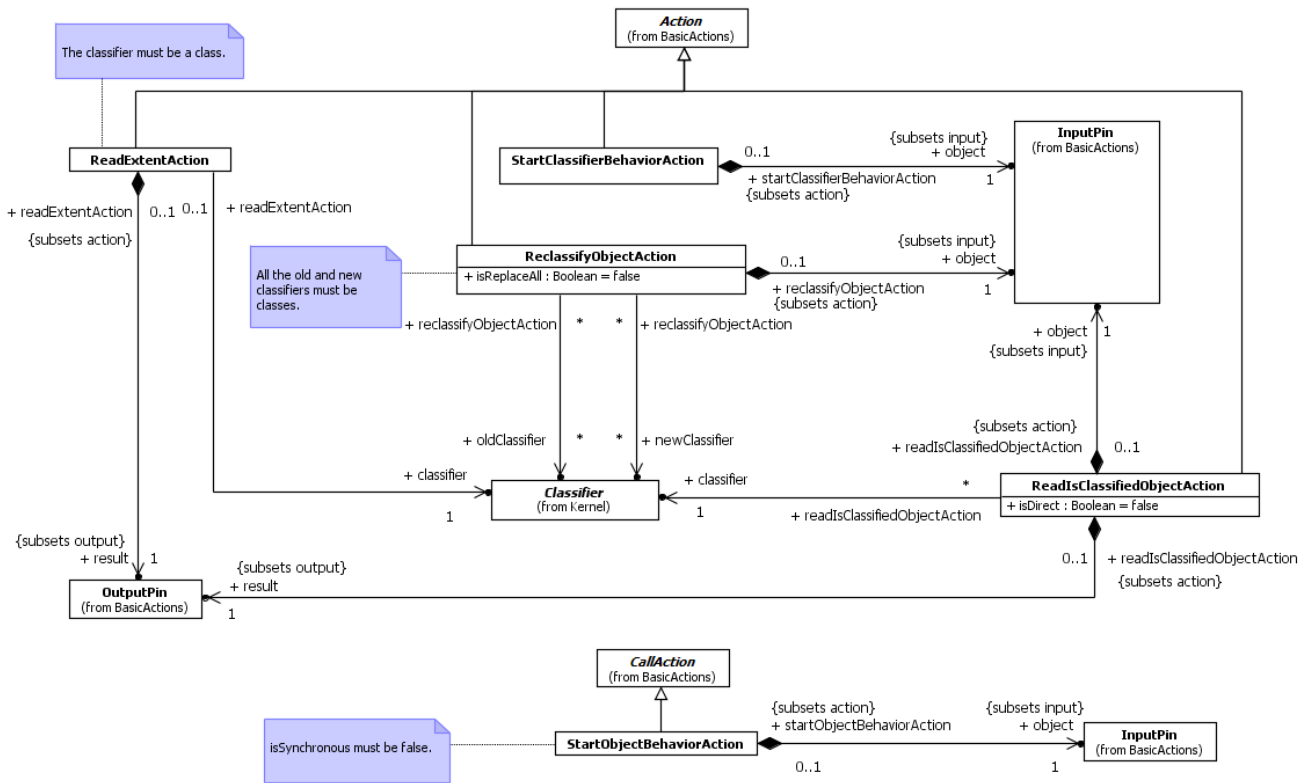 Action
(from BasicActions)
The classifier must be a class.
ReadExtentAction
StartClassifierBehaviorAction
0..1
+ startClassifierBehaviorAction
{subsets action}
{subsets input}
+ object
1
InputPin
(from BasicActions)
+ readExtentAction
0..1
{subsets action}
0..1
+ readExtentAction
All the old and new
classifiers must be
classes.
ReclassifyObjectAction
+ isReplaceAll : Boolean = false
0..1
+ reclassifyObjectAction
{subsets action}
{subsets input}
+ object
1
+ reclassifyObjectAction
*
*
+ reclassifyObjectAction
+ object
1
{subsets input}
+ oldClassifier
*
*
+ newClassifier
{subsets action}
+ readIsClassifiedObjectAction
0..1
+ classifier
1
Classifier
(from Kernel)
+ classifier
1
*
+ readIsClassifiedObjectAction
ReadIsClassifiedObjectAction
+ isDirect : Boolean = false
{subsets output}
+ result
1
OutputPin
(from BasicActions)
{subsets output}
+ result
1
0..1
+ readIsClassifiedObjectAction
{subsets action}
CallAction
(from BasicActions)
isSynchronous must be false.
StartObjectBehaviorAction
{subsets action}
+ startObjectBehaviorAction
0..1
{subsets input}
+ object
1
InputPin
(from BasicActions)